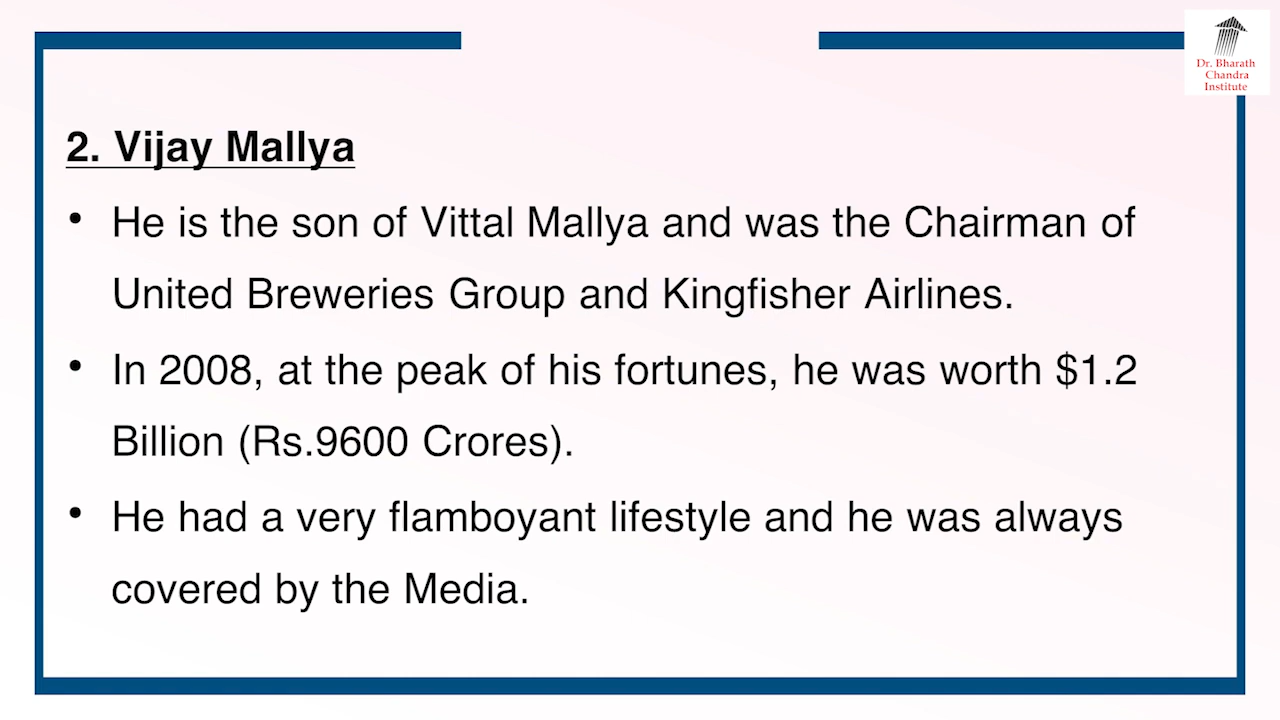 Dr. Bharath
Chandra
Institute
2. Vijay Mallya
• He is the son of Vittal Mallya and was the Chairman of
United Breweries Group and Kingfisher Airlines.
• In 2008, at the peak of his fortunes, he was worth $1.2
Billion (Rs.9600 Crores).
• He had a very flamboyant lifestyle and he was always
covered by the Media.